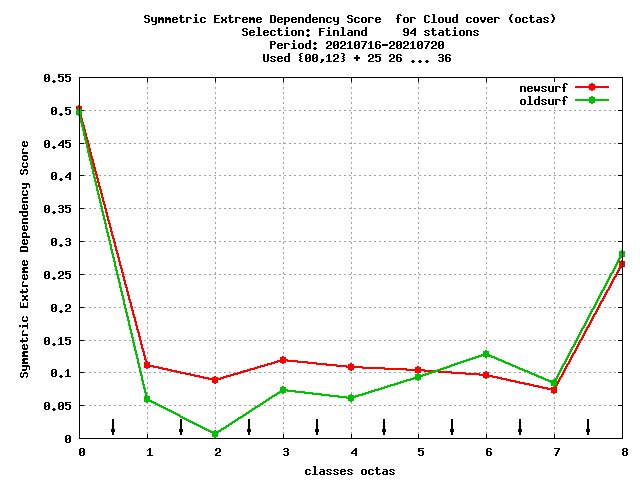 Symmetric Extreme Dependency Score  for Cloud cover (octas)
Selection: Finland     94 stations
Period: 20210716-20210720
Used {00,12} + 25 26 ... 36
newsurf
oldsurf
Symmetric Extreme Dependency Score
0.55
0.5
0.45
0.4
0.35
0.3
0.25
0.2
0.15
0.1
0.05
0
0 1 2 3 4 5 6 7 8
classes octas